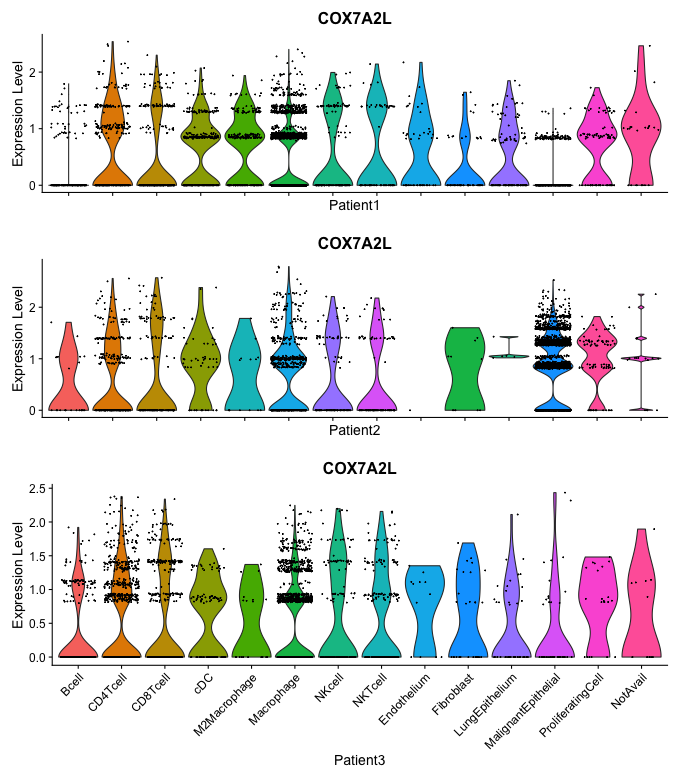 COX7A2L
Expression Level
2
1
0
Patient1
COX7A2L
Expression Level
2
1
0
Patient2
COX7A2L
Expression Level
2.5
2.0
1.5
1.0
0.5
0.0
Bcell
CD4Tcell
CD8Tcell
cDC
M2Macrophage
Macrophage
NKcell
NKTcell
Endothelium
Fibroblast
LungEpithelium
MalignantEpithelial
ProliferatingCell
NotAvail
Patient3